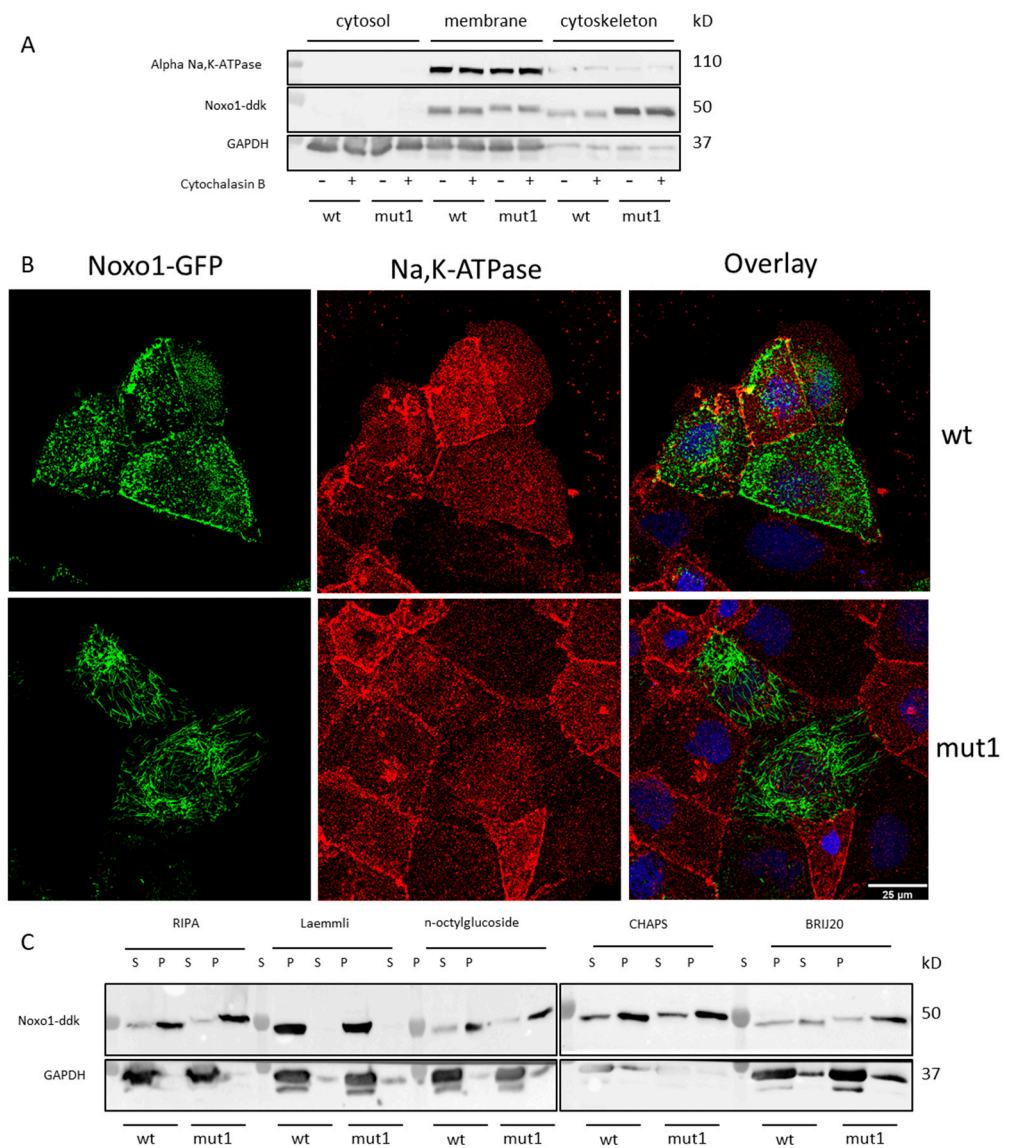 A
cytosol membrane cytoskeleton kD
Alpha Na,K-ATPase 110
Noxo1-ddk 50
GAPDH 37
Cytochalasin B - + - + - + - + - + - +
wt mut1 wt mut1 wt mut1
B Noxo1-GFP Na,K-ATPase Overlay
wt
mut1
25 µm
C RIPA Laemmli n-octylglucoside CHAPS BRIJ20
S P S P S P S P S P S P S P S P S P S P kD
Noxo1-ddk 50
GAPDH 37
wt mut1 wt mut1 wt mut1 wt mut1 wt mut1